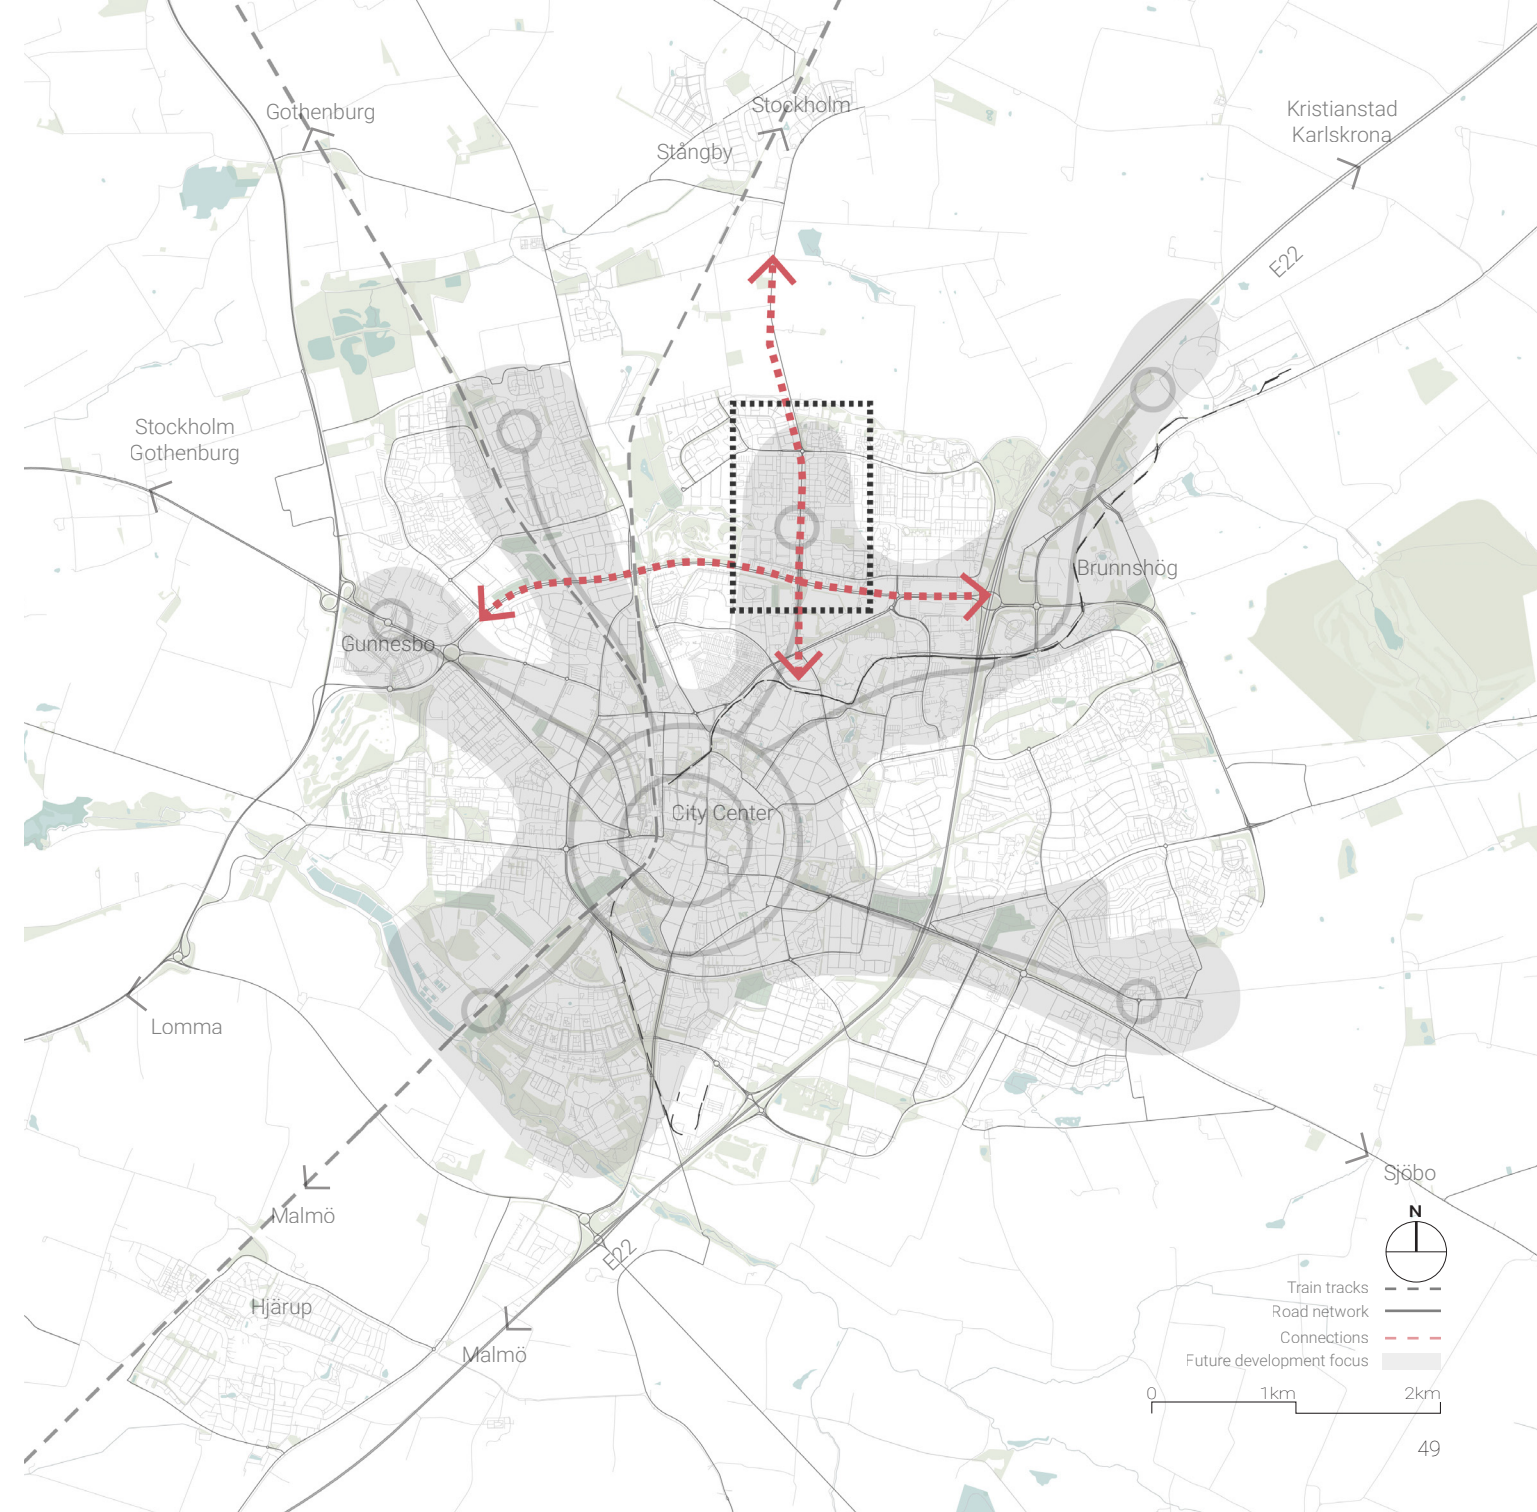 Gothenburg
Stockholm
Stångby
Kristianstad
Karlskrona
E22
Stockholm
Gothenburg
Brunnshög
Gunnesbo
City Center
Lomma
Malmö
Sjöbo
E22
Hjärup
Malmö
N
Train tracks
Road network
Connections
Future development focus
0 1km 2km
49